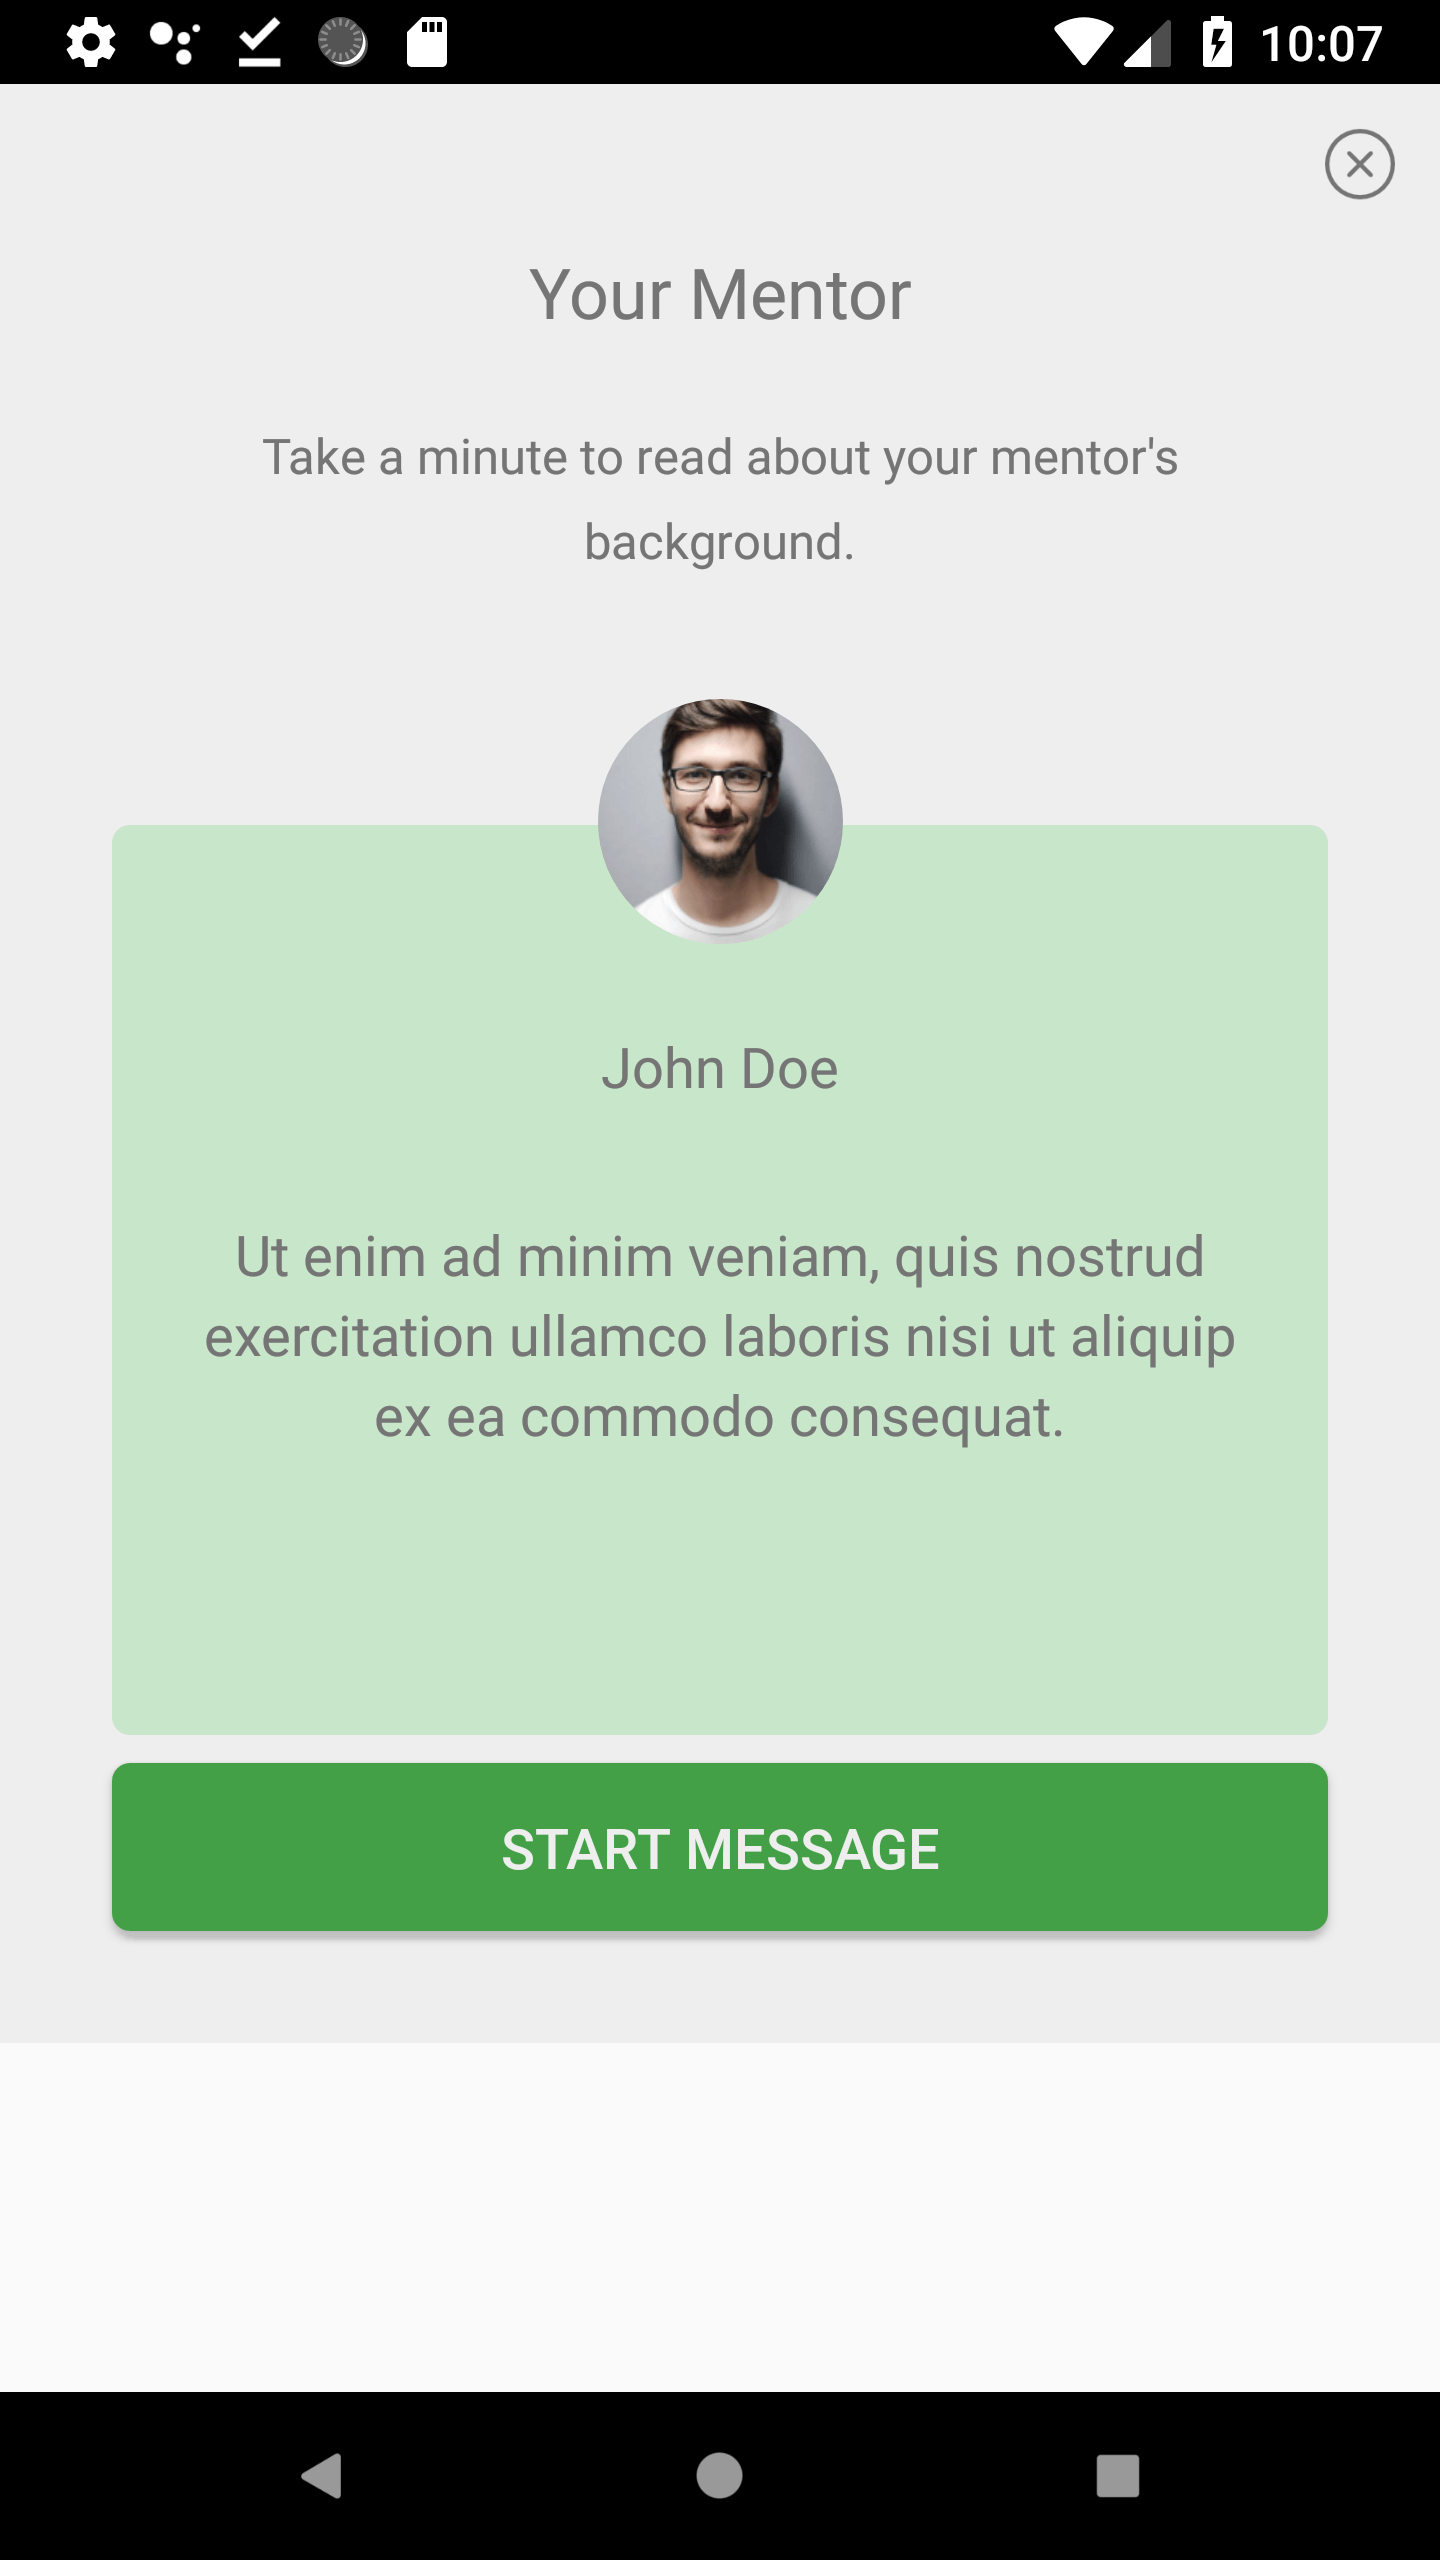 10:07
Your Mentor
Take a minute to read about your mentor's
background.
John Doe
Ut enim ad minim veniam, quis nostrud
exercitation ullamco laboris nisi ut aliquip
ex ea commodo consequat.
START MESSAGE